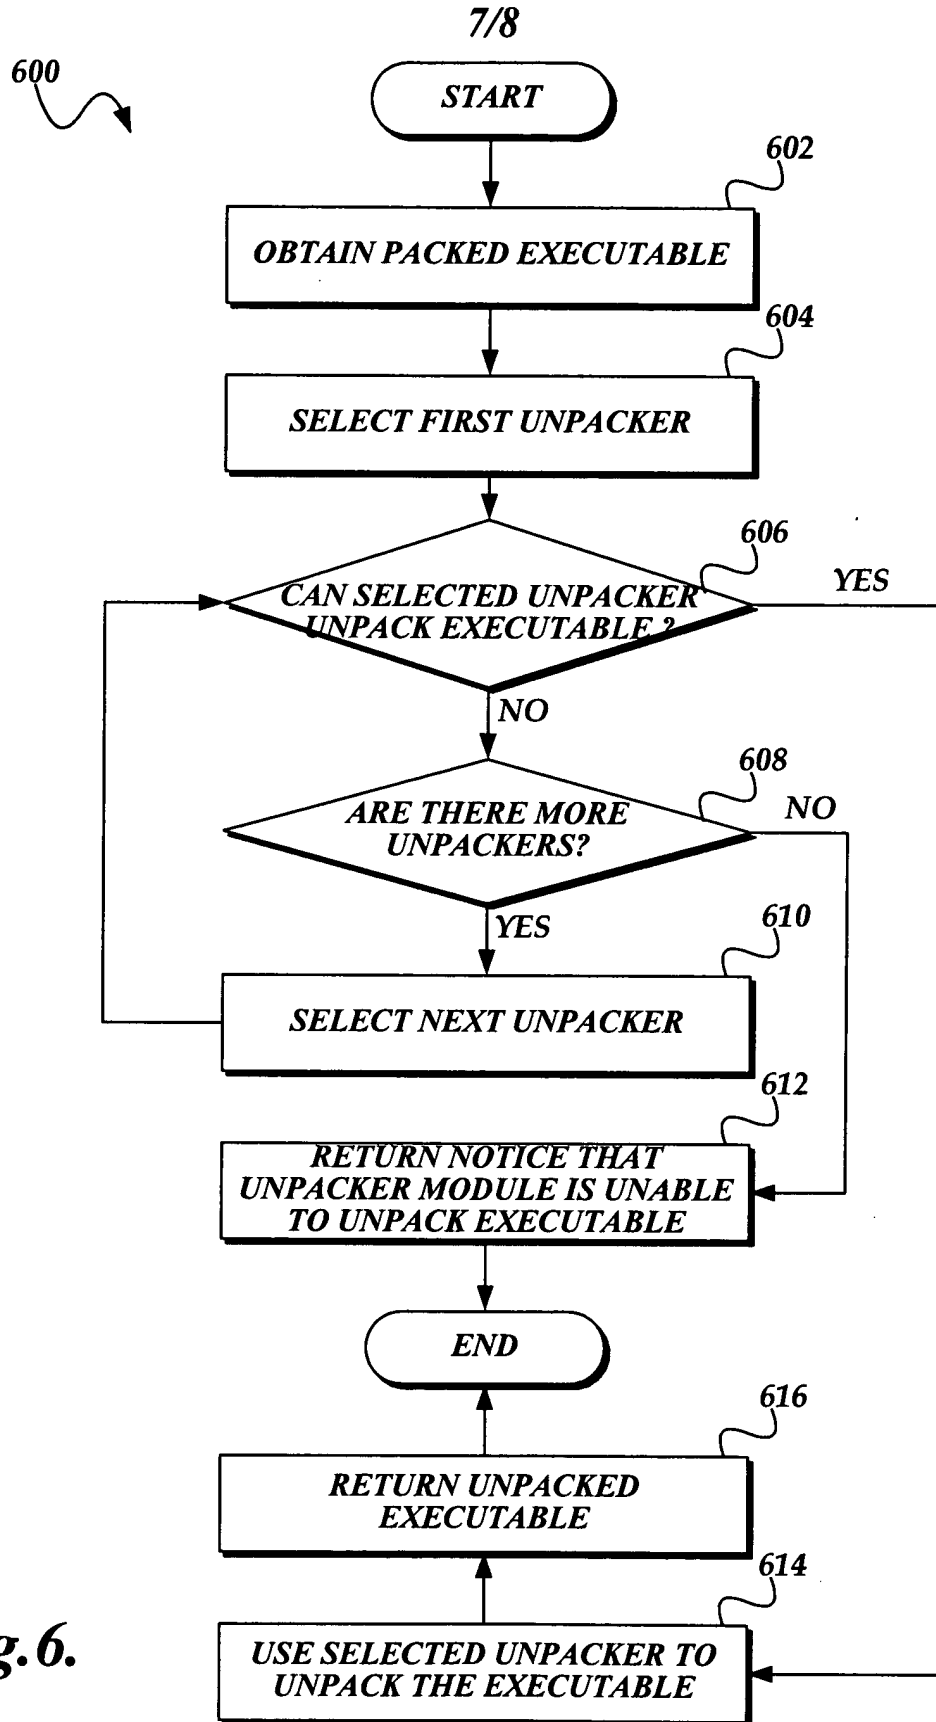 7/8
600
START
602
OBTAIN PACKED EXECUTABLE
604
SELECT FIRST UNPACKER
606
CAN SELECTED UNPACKER
UNPACK EXECUTABLE ?
YES
NO
608
ARE THERE MORE
UNPACKERS?
NO
YES
610
SELECT NEXT UNPACKER
612
RETURN NOTICE THAT
UNPACKER MODULE IS UNABLE
TO UNPACK EXECUTABLE
END
616
RETURN UNPACKED
EXECUTABLE
614
USE SELECTED UNPACKER TO
UNPACK THE EXECUTABLE
g.6.